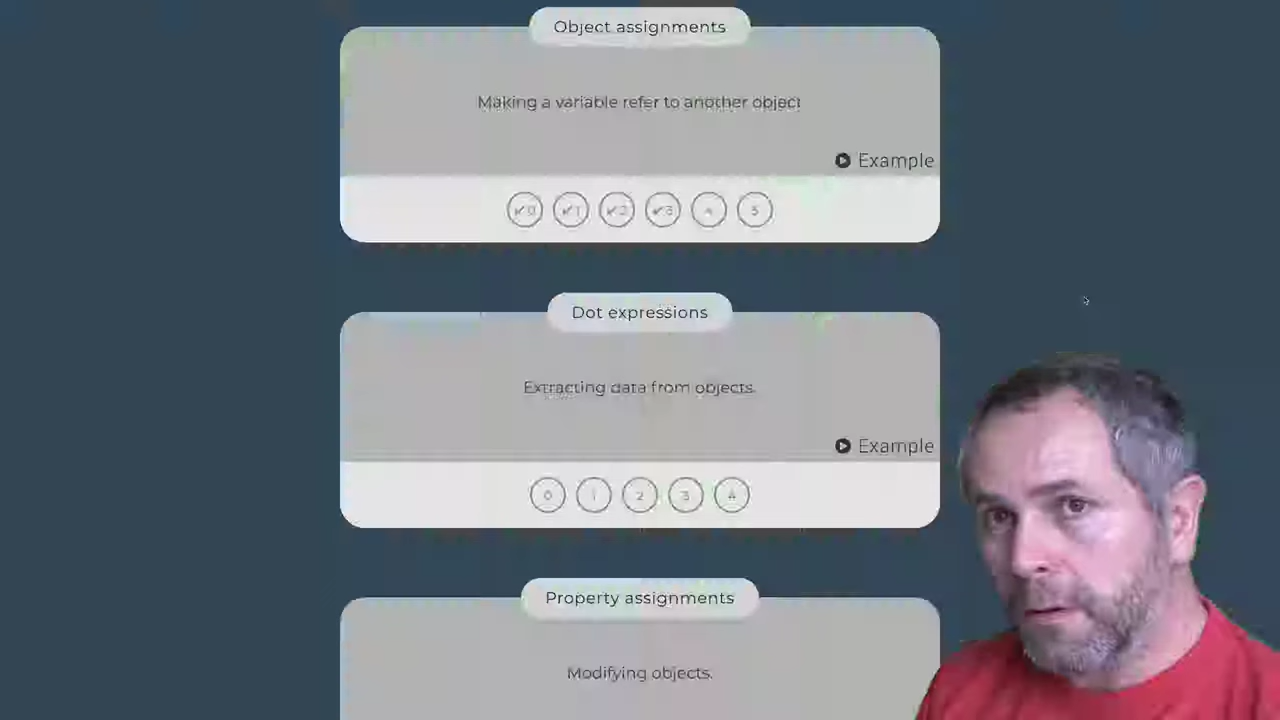 Object assignments
Making a variable refer to another object
Example
✔0 ✔1 ✔2 ✔3 4 5
Dot expressions
Extracting data from objects.
Example
0 1 2 3 4
Property assignments
Modifying objects.